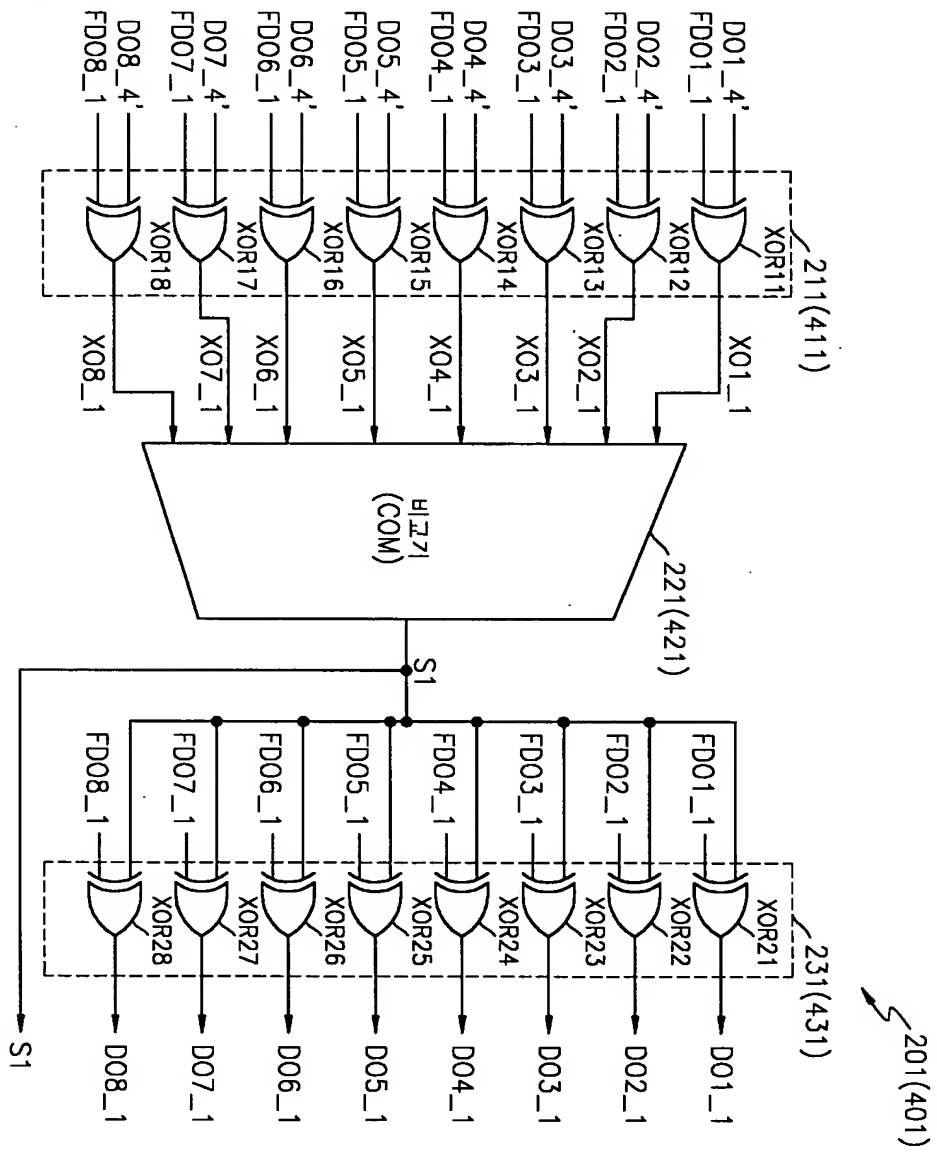 201(401)
211(411)
231(431)
XOR11
XOR21
DO1_4'
FDO1_1
XO1_1
FDO1_1
DO1_1
221(421)
XOR12
XOR22
DO2_4'
FDO2_1
XO2_1
FDO2_1
DO2_1
XOR13
XOR23
DO3_4'
FDO3_1
XO3_1
FDO3_1
DO3_1
XOR14
XOR24
DO4_4'
FDO4_1
XO4_1
FDO4_1
DO4_1
비교기
(COM)
S1
XOR15
XOR25
DO5_4'
FDO5_1
XO5_1
FDO5_1
DO5_1
XOR16
XOR26
DO6_4'
FDO6_1
XO6_1
FDO6_1
DO6_1
XOR17
XOR27
DO7_4'
FDO7_1
XO7_1
FDO7_1
DO7_1
XOR18
XOR28
DO8_4'
FDO8_1
XO8_1
FDO8_1
DO8_1
S1